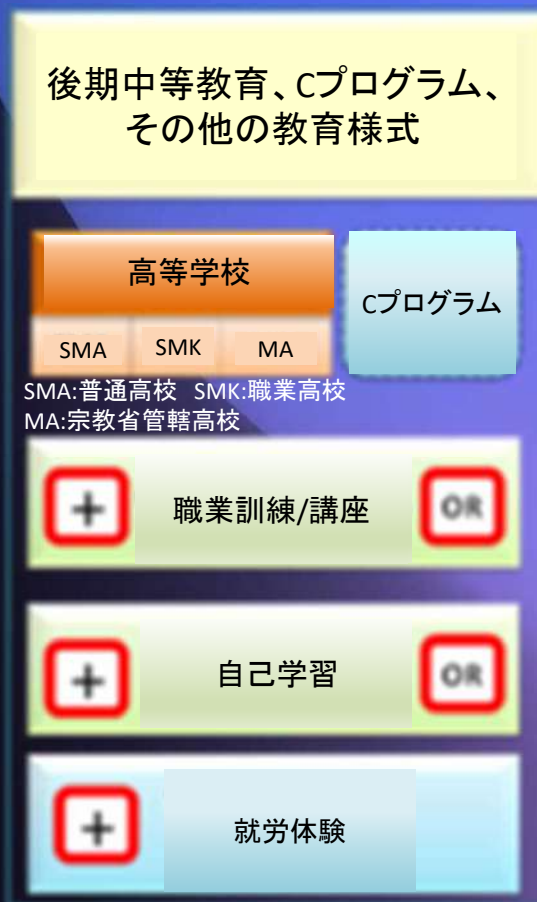 後期中等教育、Cプログラム、
その他の教育様式
高等学校
Cプログラム
SMA SMK MA
SMA:普通高校 SMK:職業高校
MA:宗教省管轄高校
+ 職業訓練/講座 OR
+ 自己学習 OR
+ 就労体験